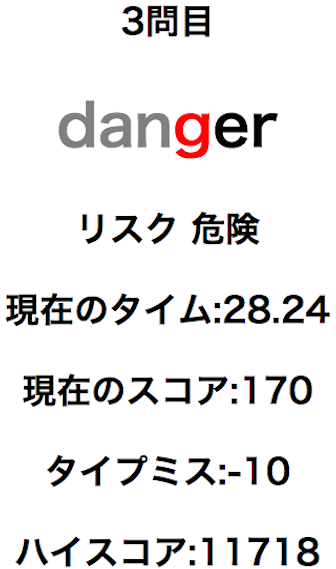 3問目
danger
リスク 危険
現在のタイム:28.24
現在のスコア:170
タイプミス:-10
ハイスコア:11718